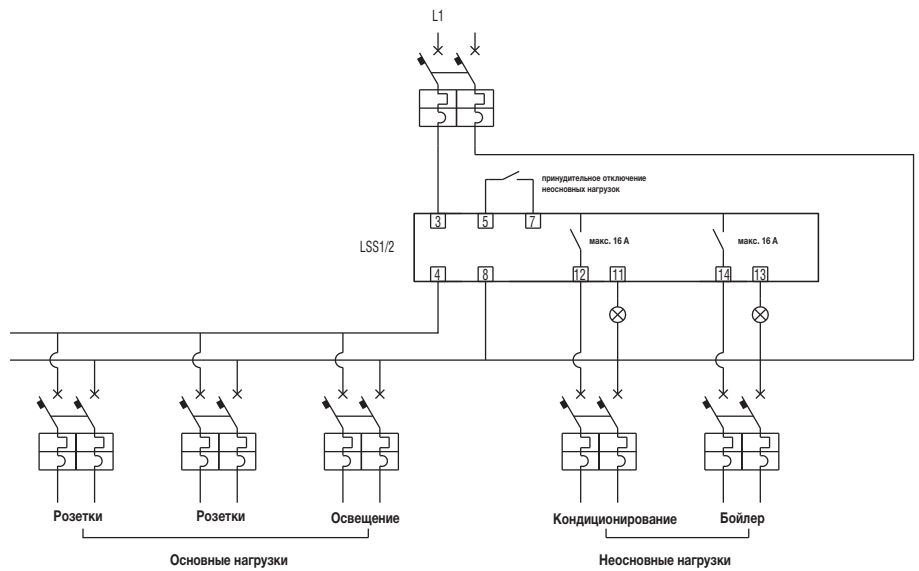 L1
принудительное отключение
неосновных нагрузок
3 5 7
LSS1/2
макс. 16 А макс. 16 А
4 8 12 11 14 13
Розетки Розетки Освещение Кондиционирование Бойлер
Основные нагрузки Неосновные нагрузки